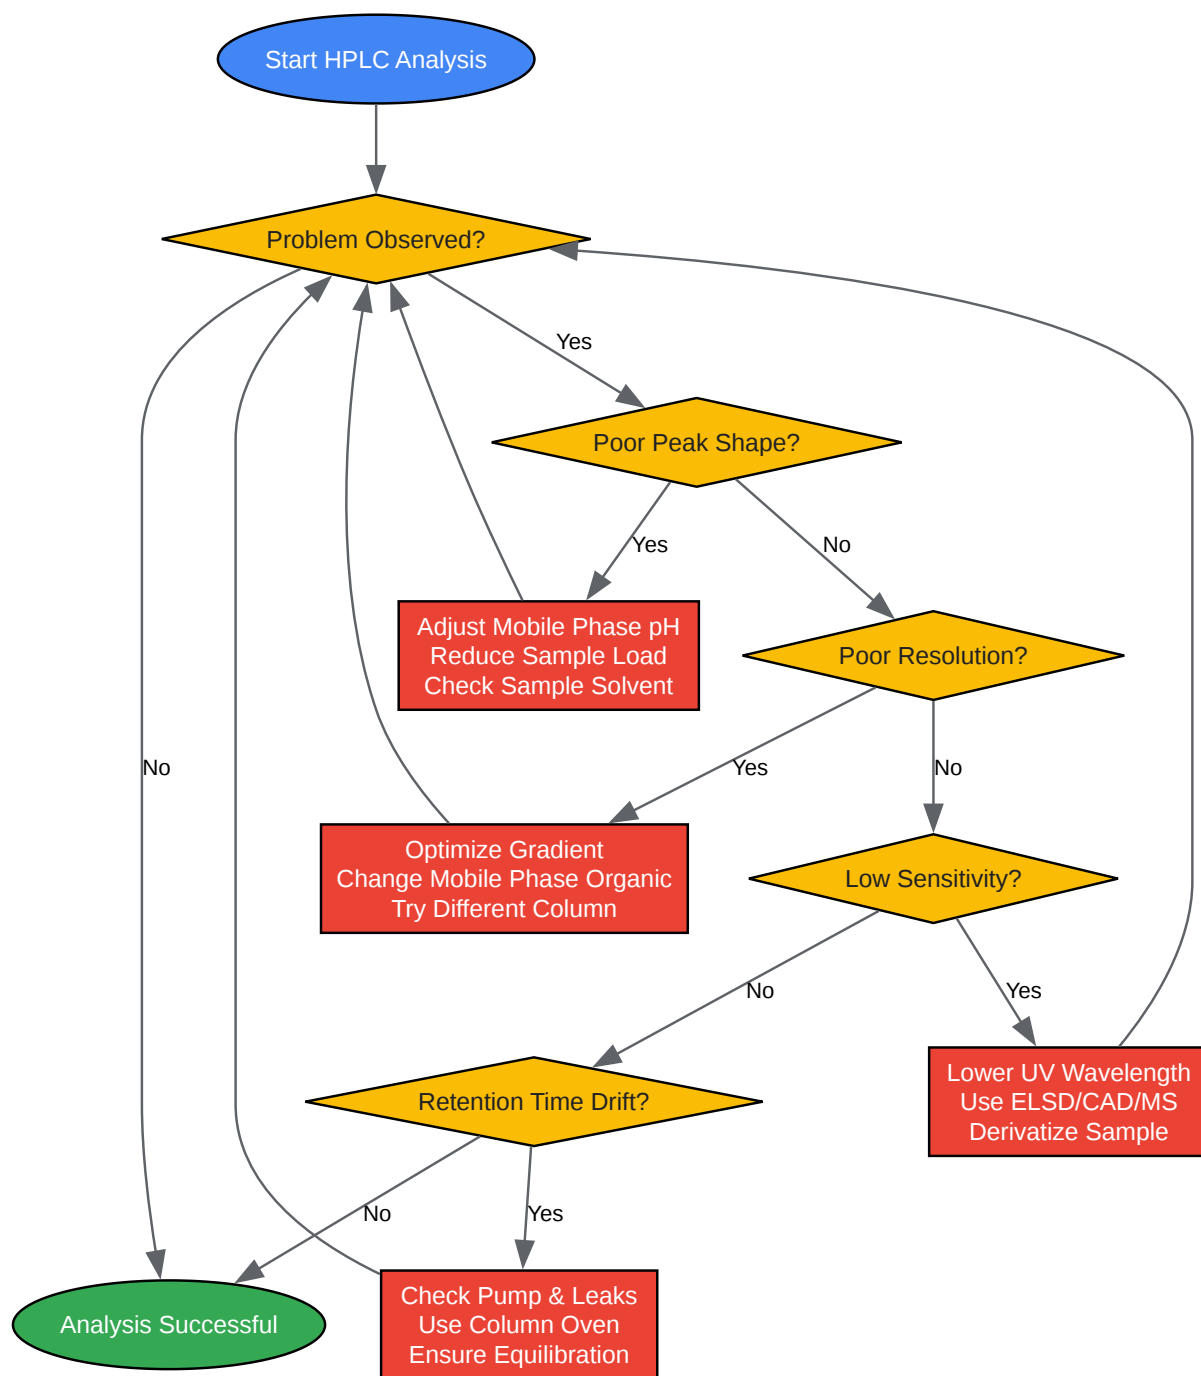 Start HPLC Analysis
Problem Observed?
Yes
Poor Peak Shape?
Yes
No
Adjust Mobile Phase pH
Reduce Sample Load
Check Sample Solvent
Poor Resolution?
No
Yes
No
Optimize Gradient
Change Mobile Phase Organic
Try Different Column
Low Sensitivity?
No
Yes
Lower UV Wavelength
Use ELSD/CAD/MS
Derivatize Sample
Retention Time Drift?
No
Yes
Analysis Successful
Check Pump & Leaks
Use Column Oven
Ensure Equilibration